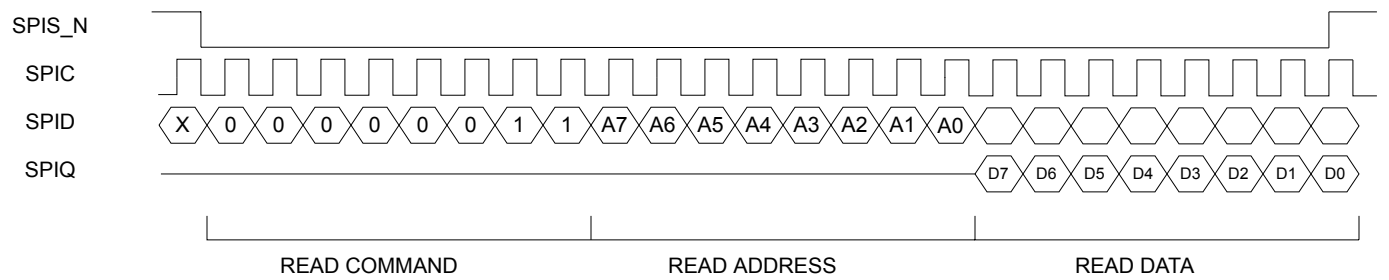 SPIS_N
SPIC
SPID X 0 0 0 0 0 0 1 1 A7 A6 A5 A4 A3 A2 A1 A0
SPIQ D7 D6 D5 D4 D3 D2 D1 D0
READ COMMAND READ ADDRESS READ DATA